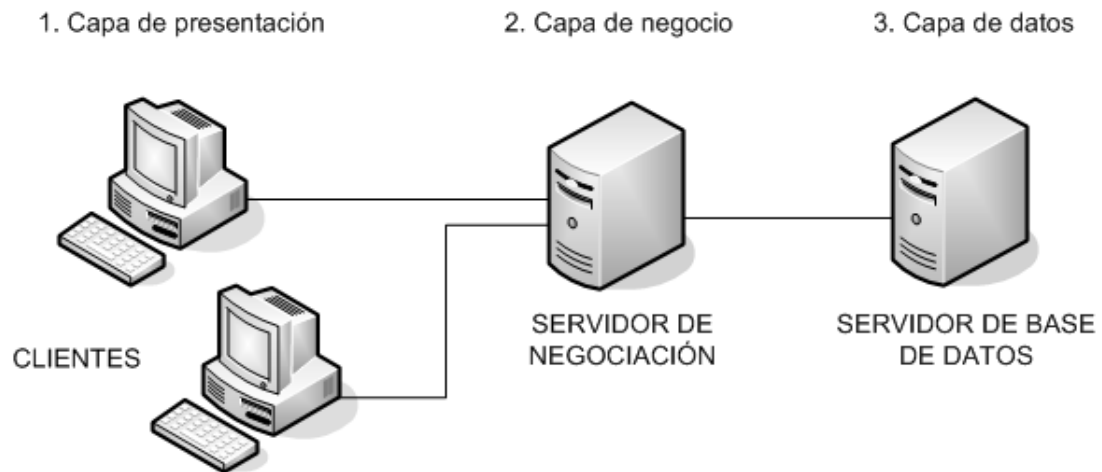 1. Capa de presentación
2. Capa de negocio
3. Capa de datos
CLIENTES
SERVIDOR DE
NEGOCIACIÓN
SERVIDOR DE BASE
DE DATOS